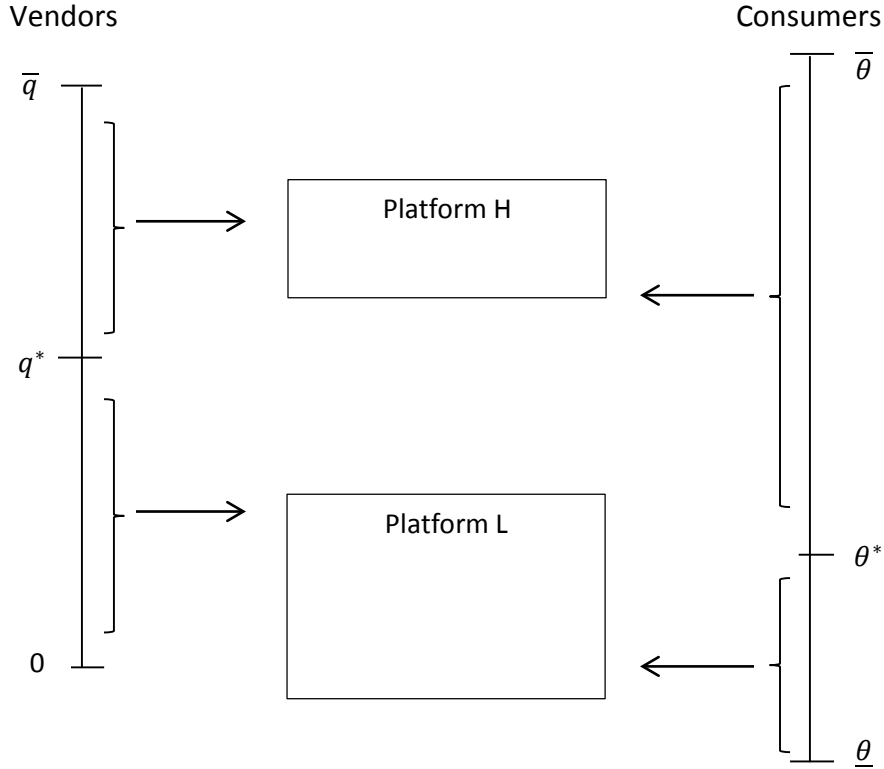 Vendors
Consumers
q̅
θ̅
Platform H
q*
Platform L
θ*
0
θ̲